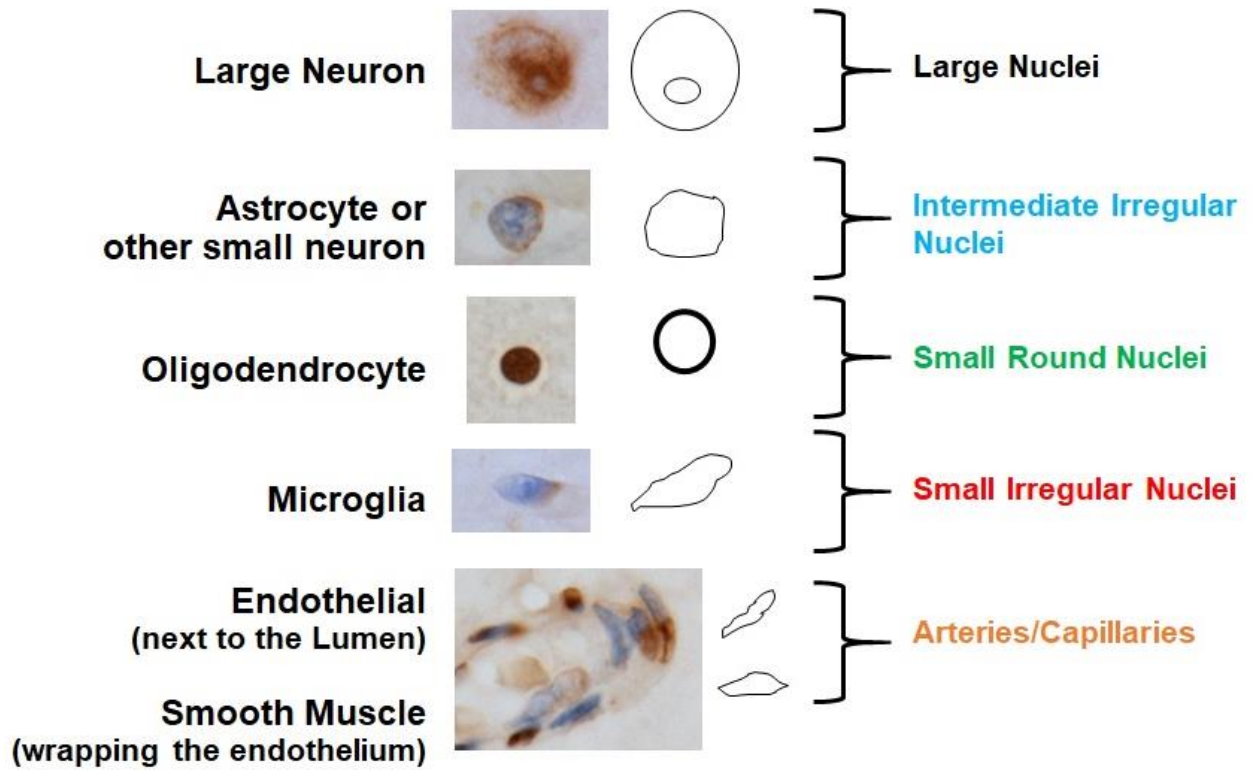 Large Neuron
Large Nuclei
Astrocyte or
other small neuron
Intermediate Irregular
Nuclei
Oligodendrocyte
Small Round Nuclei
Microglia
Small Irregular Nuclei
Endothelial
(next to the Lumen)
Arteries/Capillaries
Smooth Muscle
(wrapping the endothelium)